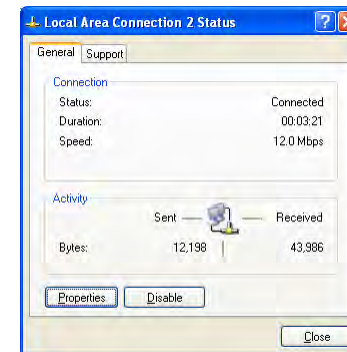 Local Area Connection 2 Status
General Support
Connection
Status: Connected
Duration: 00:03:21
Speed: 12.0 Mbps
Activity
Sent Received
Bytes: 12,198 43,986
Properties Disable
Close